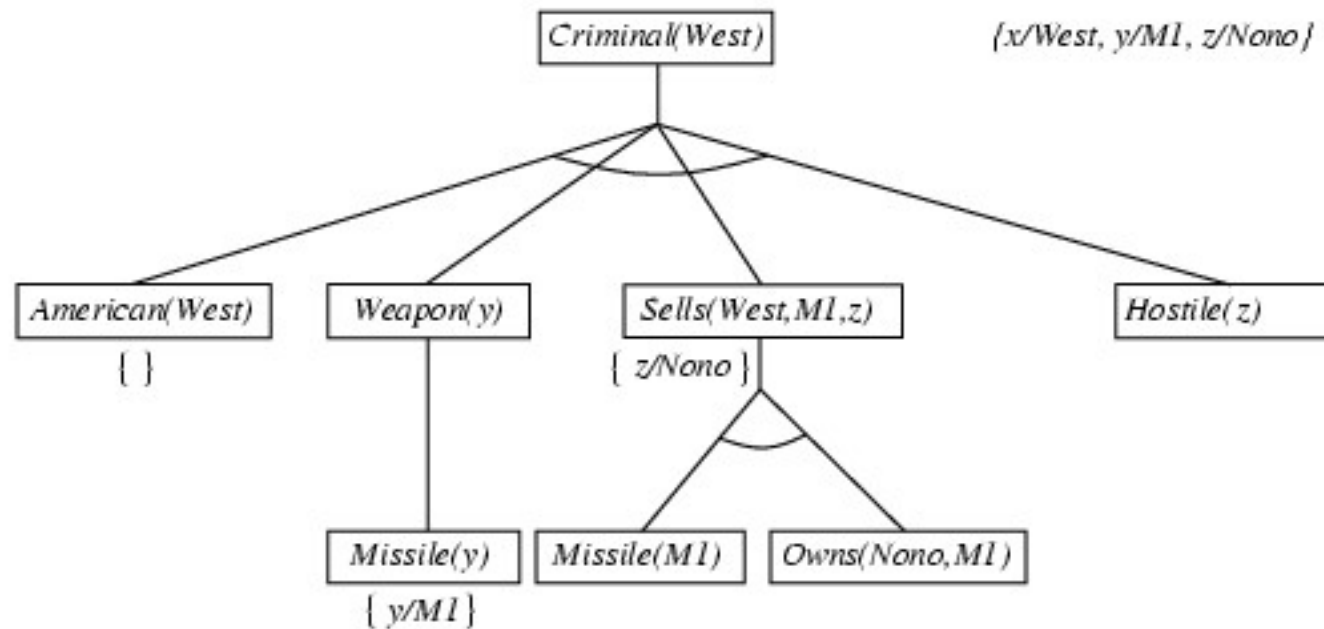 Criminal(West)
{x/West, y/M1, z/Nono}
American(West)
Weapon(y)
Sells(West,M1,z)
Hostile(z)
{ }
{ z/Nono }
Missile(y)
Missile(M1)
Owns(Nono,M1)
{ y/M1 }